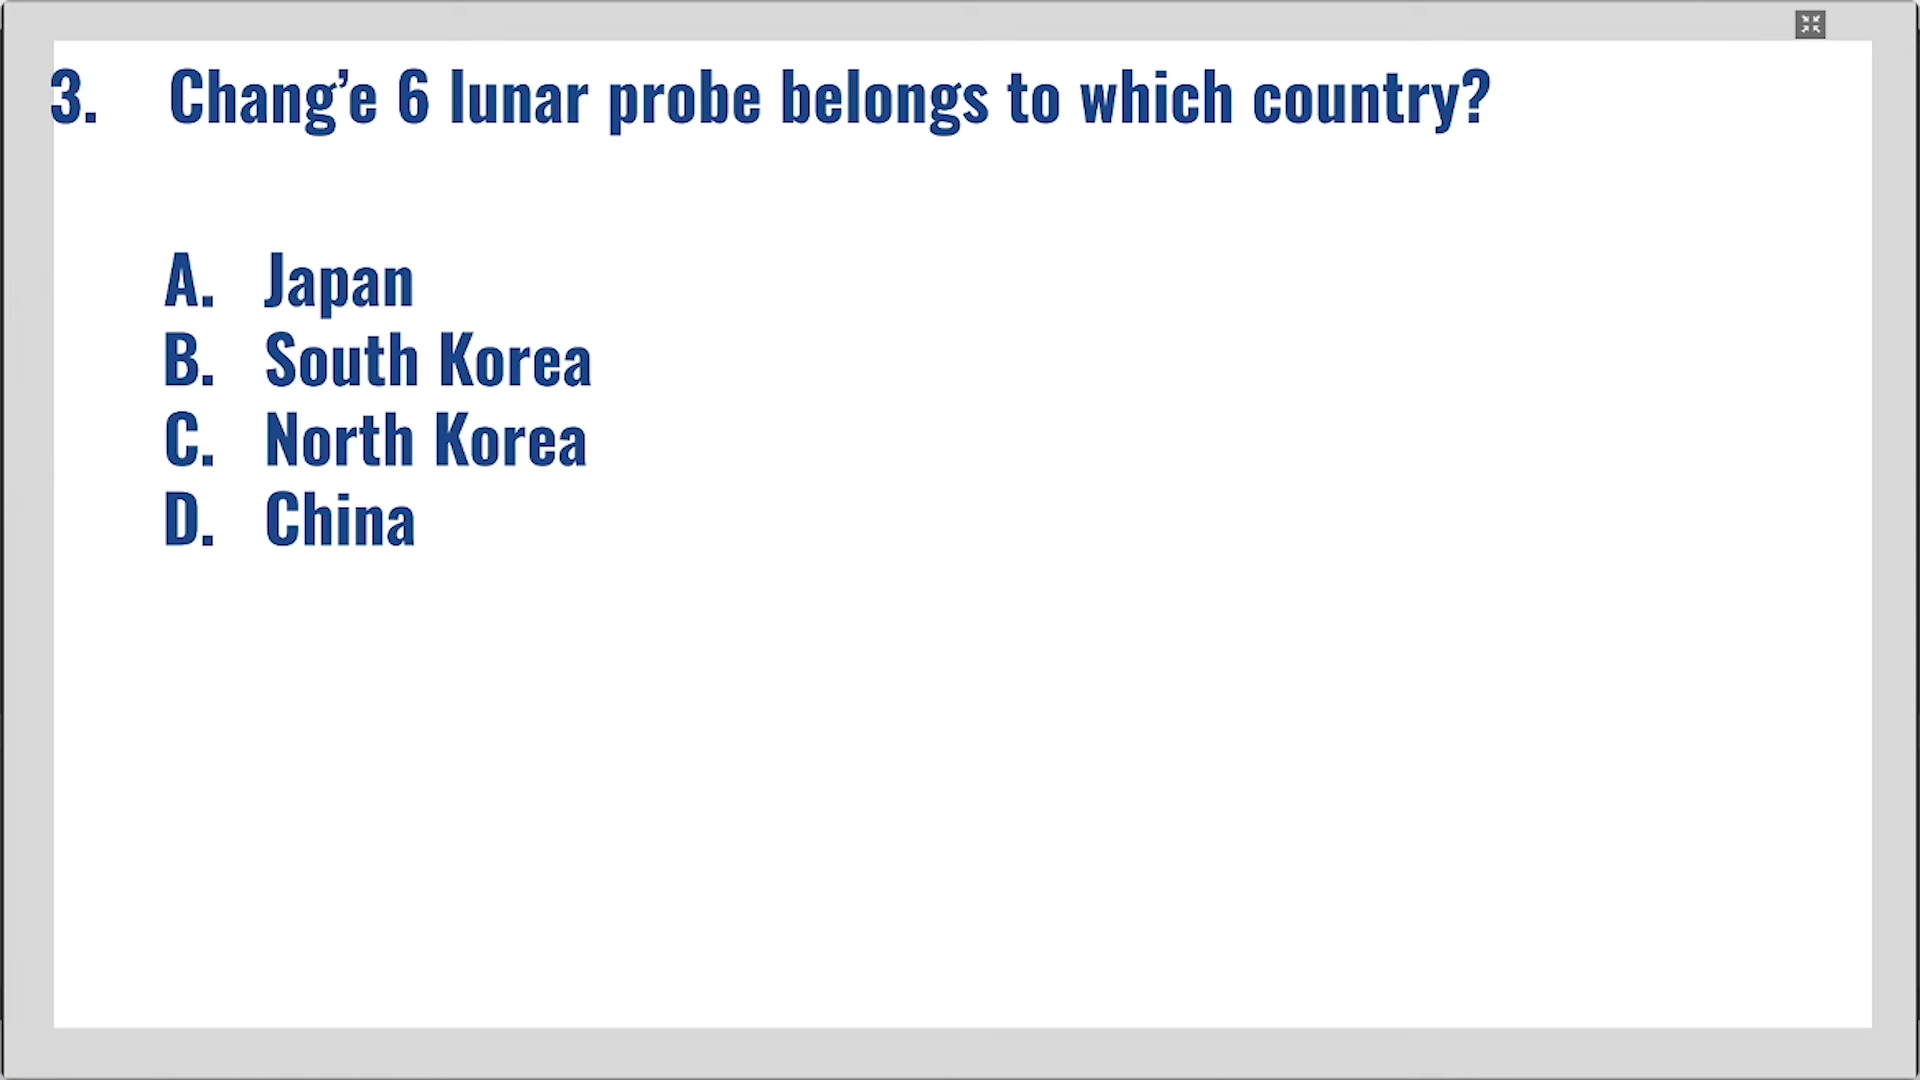 3. Chang’e 6 lunar probe belongs to which country?
A. Japan
B. South Korea
C. North Korea
D. China